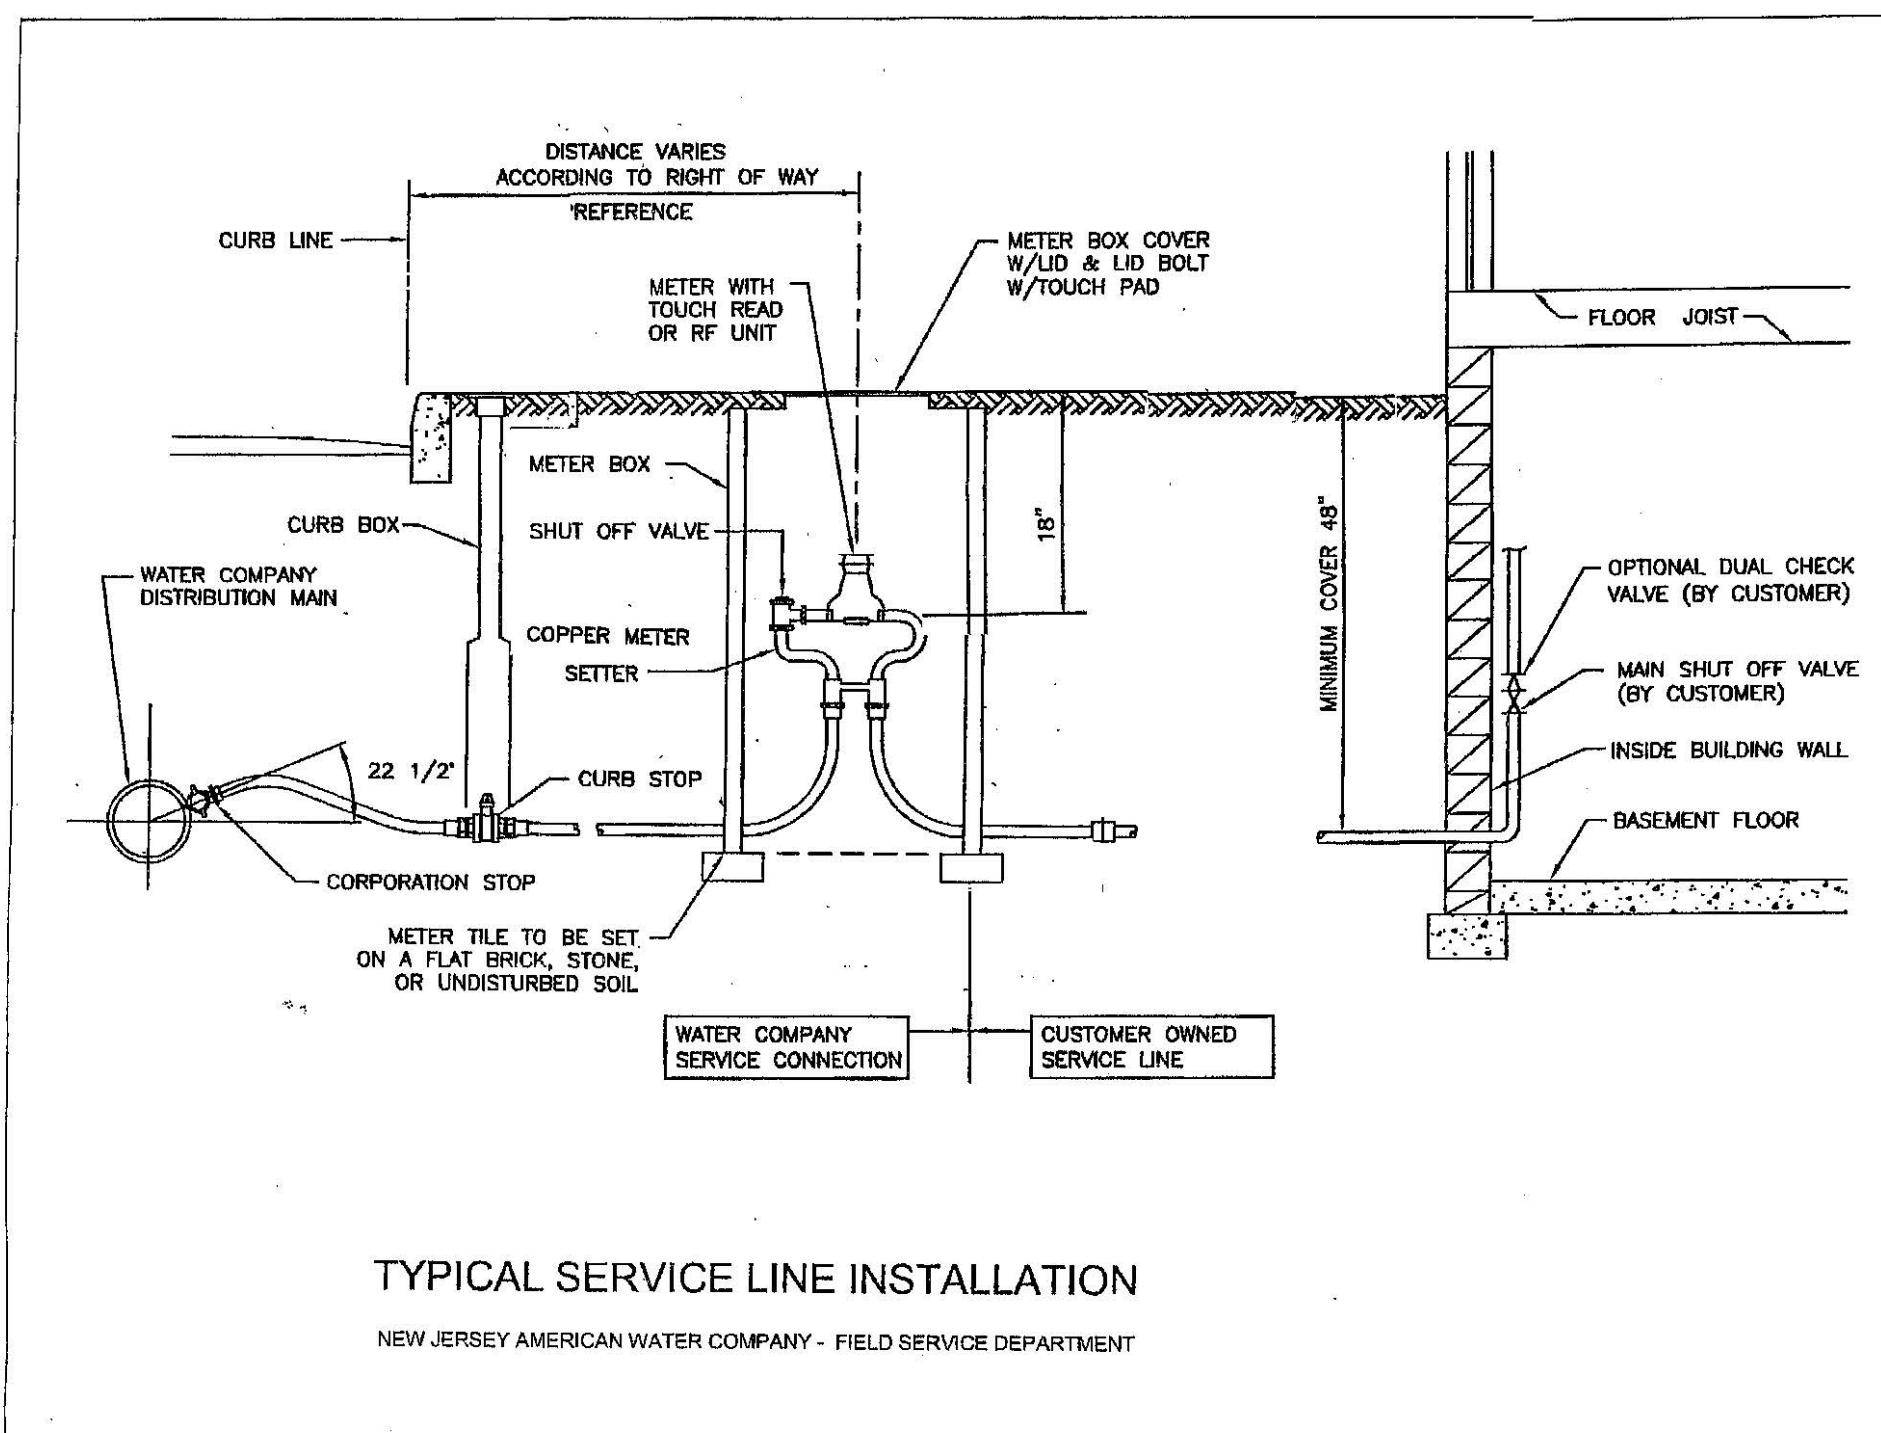 DISTANCE VARIES
ACCORDING TO RIGHT OF WAY
REFERENCE
CURB LINE
METER BOX COVER
W/LID & LID BOLT
W/TOUCH PAD
METER WITH
TOUCH READ
OR RF UNIT
FLOOR JOIST
METER BOX
CURB BOX
SHUT OFF VALVE
18"
MINIMUM COVER 48"
WATER COMPANY
DISTRIBUTION MAIN
OPTIONAL DUAL CHECK
VALVE (BY CUSTOMER)
COPPER METER
SETTER
MAIN SHUT OFF VALVE
(BY CUSTOMER)
22 1/2°
CURB STOP
INSIDE BUILDING WALL
BASEMENT FLOOR
CORPORATION STOP
METER TILE TO BE SET
ON A FLAT BRICK, STONE,
OR UNDISTURBED SOIL
WATER COMPANY
SERVICE CONNECTION
CUSTOMER OWNED
SERVICE LINE
TYPICAL SERVICE LINE INSTALLATION
NEW JERSEY AMERICAN WATER COMPANY - FIELD SERVICE DEPARTMENT